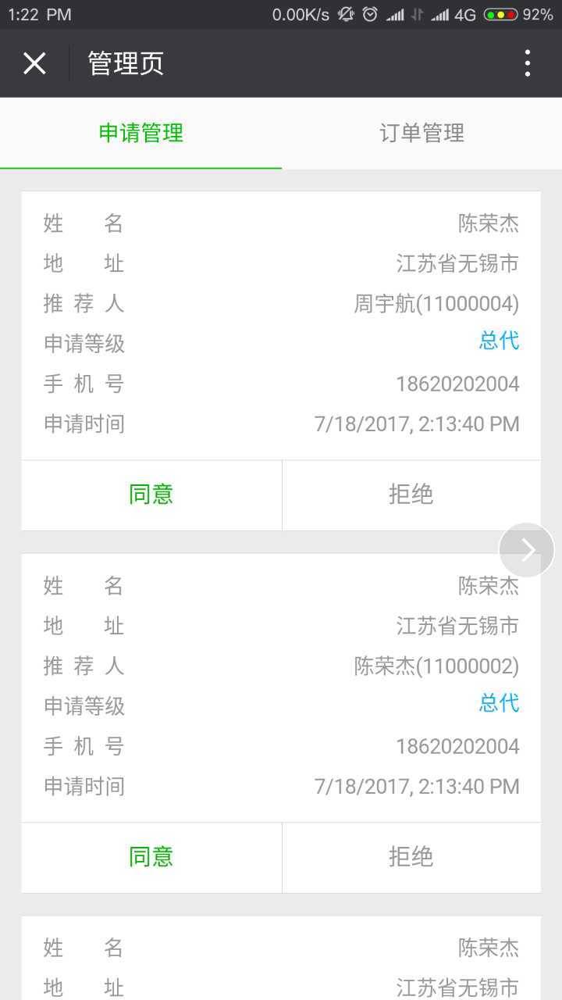 1:22 PM 0.00K/s 4G 92%
管理页
申请管理 订单管理
姓名 陈荣杰
地址 江苏省无锡市
推荐人 周宇航(11000004)
申请等级 总代
手机号 18620202004
申请时间 7/18/2017, 2:13:40 PM
同意 拒绝
姓名 陈荣杰
地址 江苏省无锡市
推荐人 陈荣杰(11000002)
申请等级 总代
手机号 18620202004
申请时间 7/18/2017, 2:13:40 PM
同意 拒绝
姓名 陈荣杰
地址 江苏省无锡市